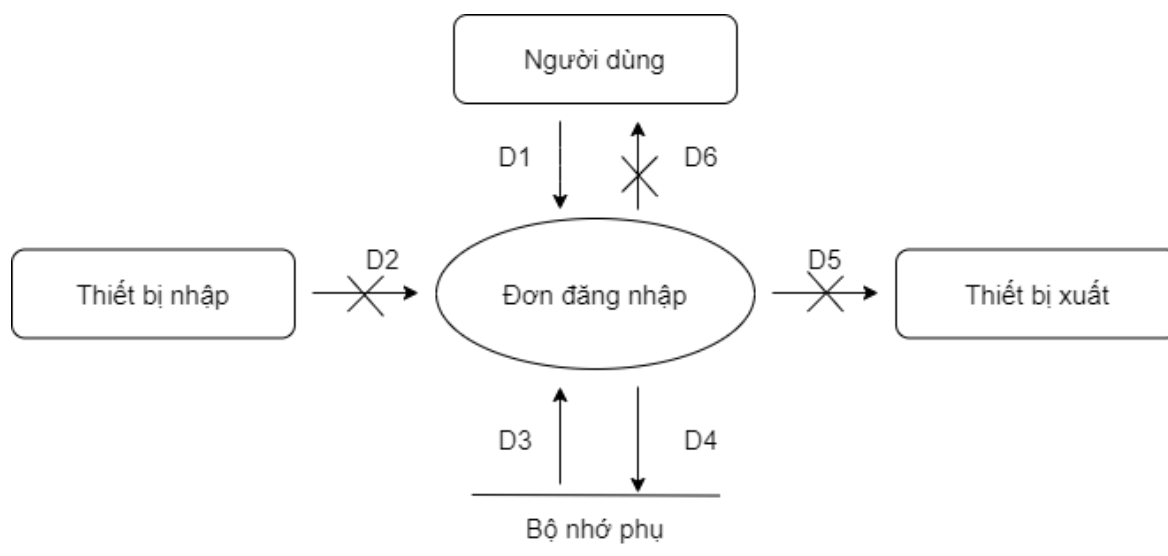 Người dùng
D1
D6
D2
D5
Thiết bị nhập
Đơn đăng nhập
Thiết bị xuất
D3
D4
Bộ nhớ phụ